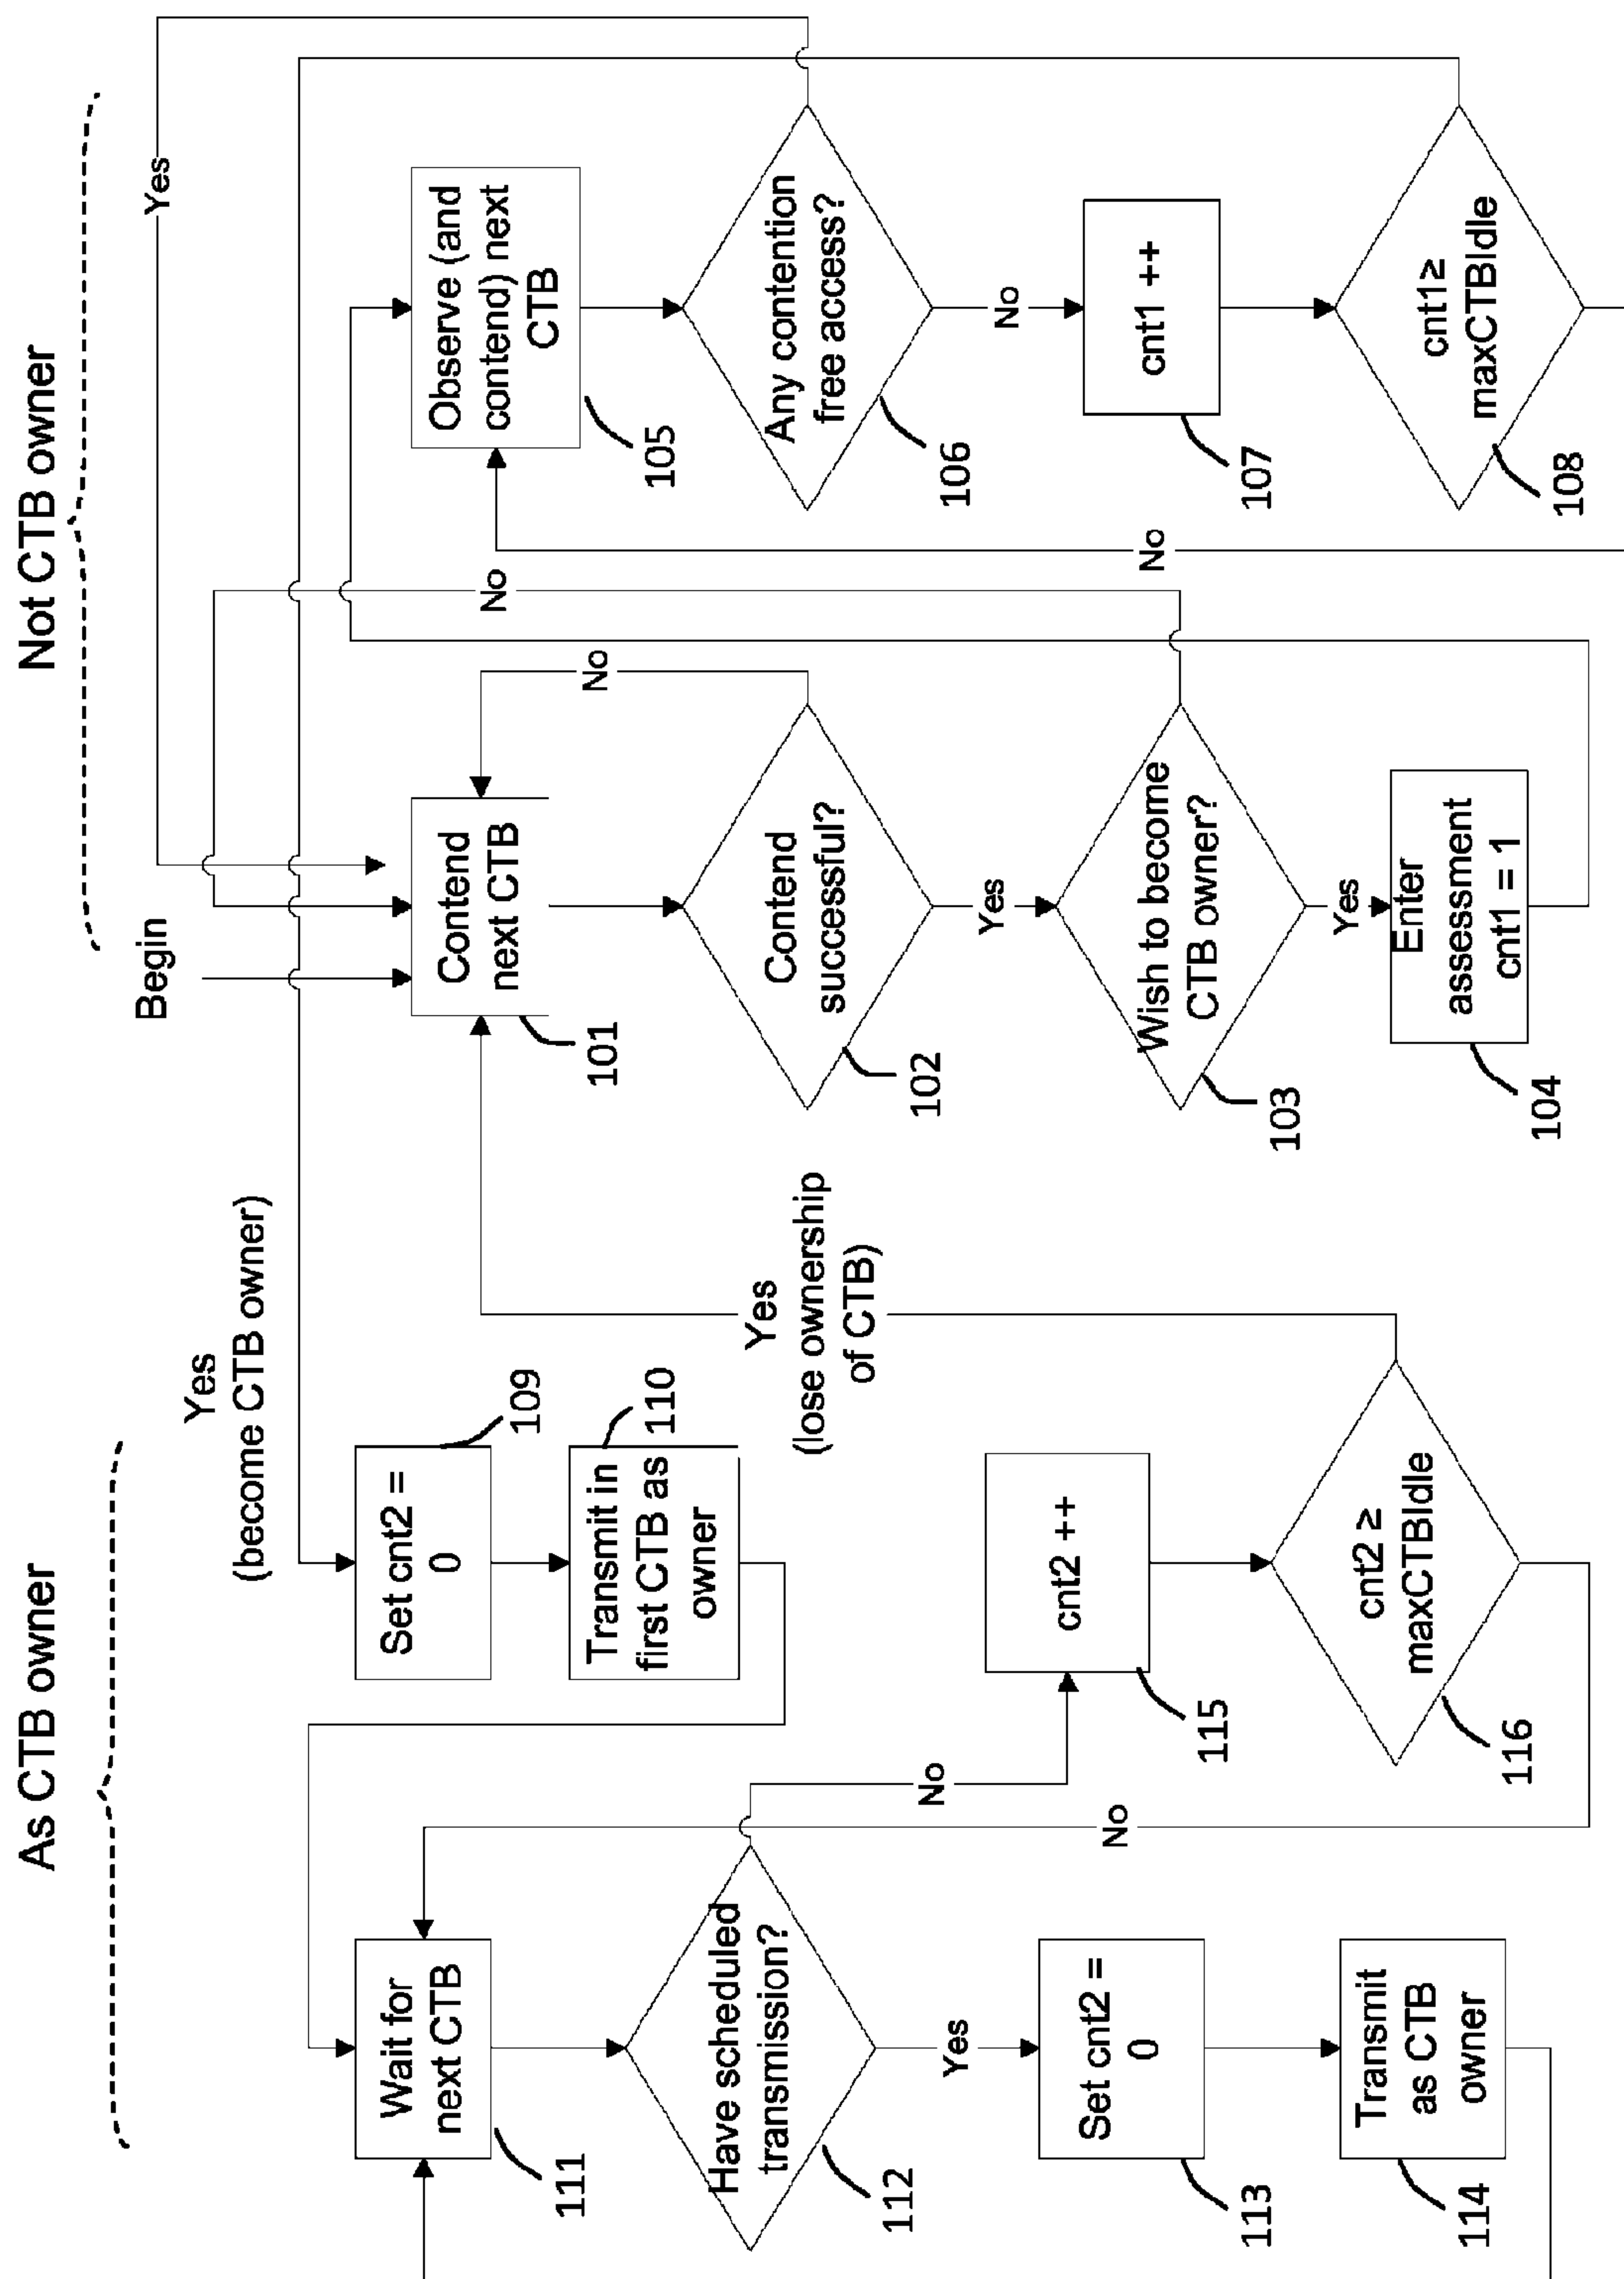 As CTB owner
Not CTB owner
Yes
(become CTB owner)
Begin
Yes
Wait for
next CTB
111
Have scheduled
transmission?
112
Yes
Set cnt2 =
0
113
Transmit
as CTB
owner
114
Set cnt2 =
0
109
Transmit in
first CTB as
owner
110
No
cnt2 ++
115
cnt2 ≥
maxCTBIdle
116
No
Yes
(lose ownership
of CTB)
Contend
next CTB
101
No
Contend
successful?
102
Yes
Wish to become
CTB owner?
103
No
Yes
Enter
assessment
cnt1 = 1
104
Observe (and
contend) next
CTB
105
Any contention
free access?
106
No
cnt1 ++
107
cnt1≥
maxCTBIdle
108
No